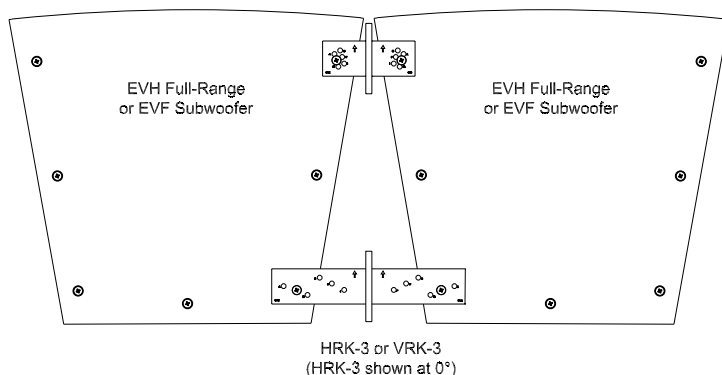 EVH Full-Range
or EVF Subwoofer
EVH Full-Range
or EVF Subwoofer
HRK-3 or VRK-3
(HRK-3 shown at 0°)